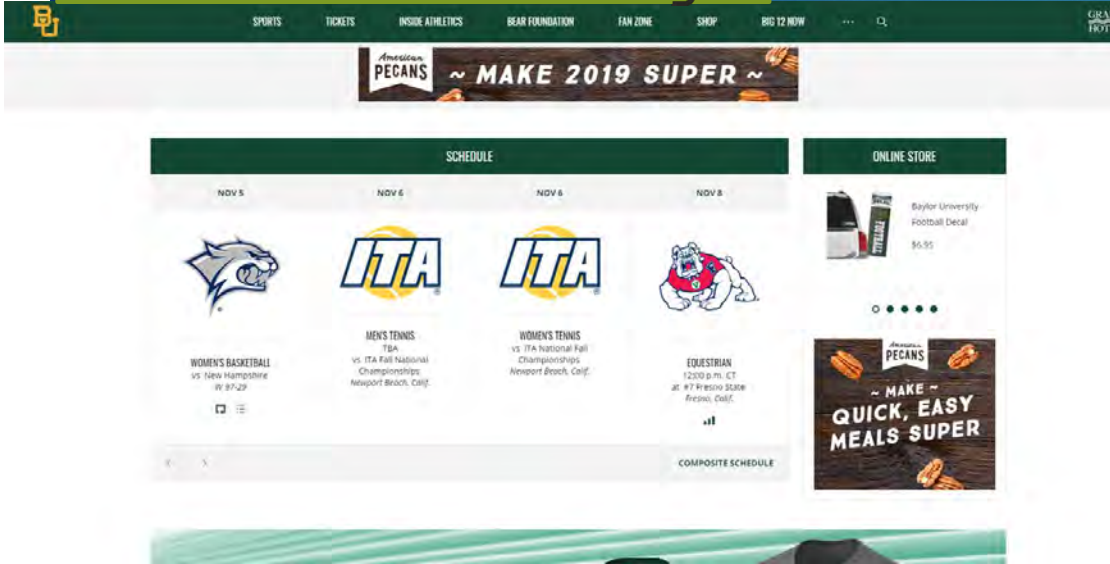 BU
SPORTS
TICKETS
INSIDE ATHLETICS
BEAR FOUNDATION
FAN ZONE
SHOP
BIG 12 NOW
American
PECANS
~ MAKE 2019 SUPER ~
SCHEDULE
NOV 5
NOV 6
NOV 6
NOV 8
ITA
ITA
WOMEN'S BASKETBALL
vs New Hampshire
W 97-29
MEN'S TENNIS
TBA
vs ITA Fall National
Championships
Newport Beach, Calif.
WOMEN'S TENNIS
vs ITA National Fall
Championships
Newport Beach, Calif.
EQUESTRIAN
12:00 p.m. CT
at #7 Fresno State
Fresno, Calif.
COMPOSITE SCHEDULE
ONLINE STORE
FOOTBALL
Baylor University
Football Decal
$6.95
American
PECANS
~ MAKE ~
QUICK, EASY
MEALS SUPER